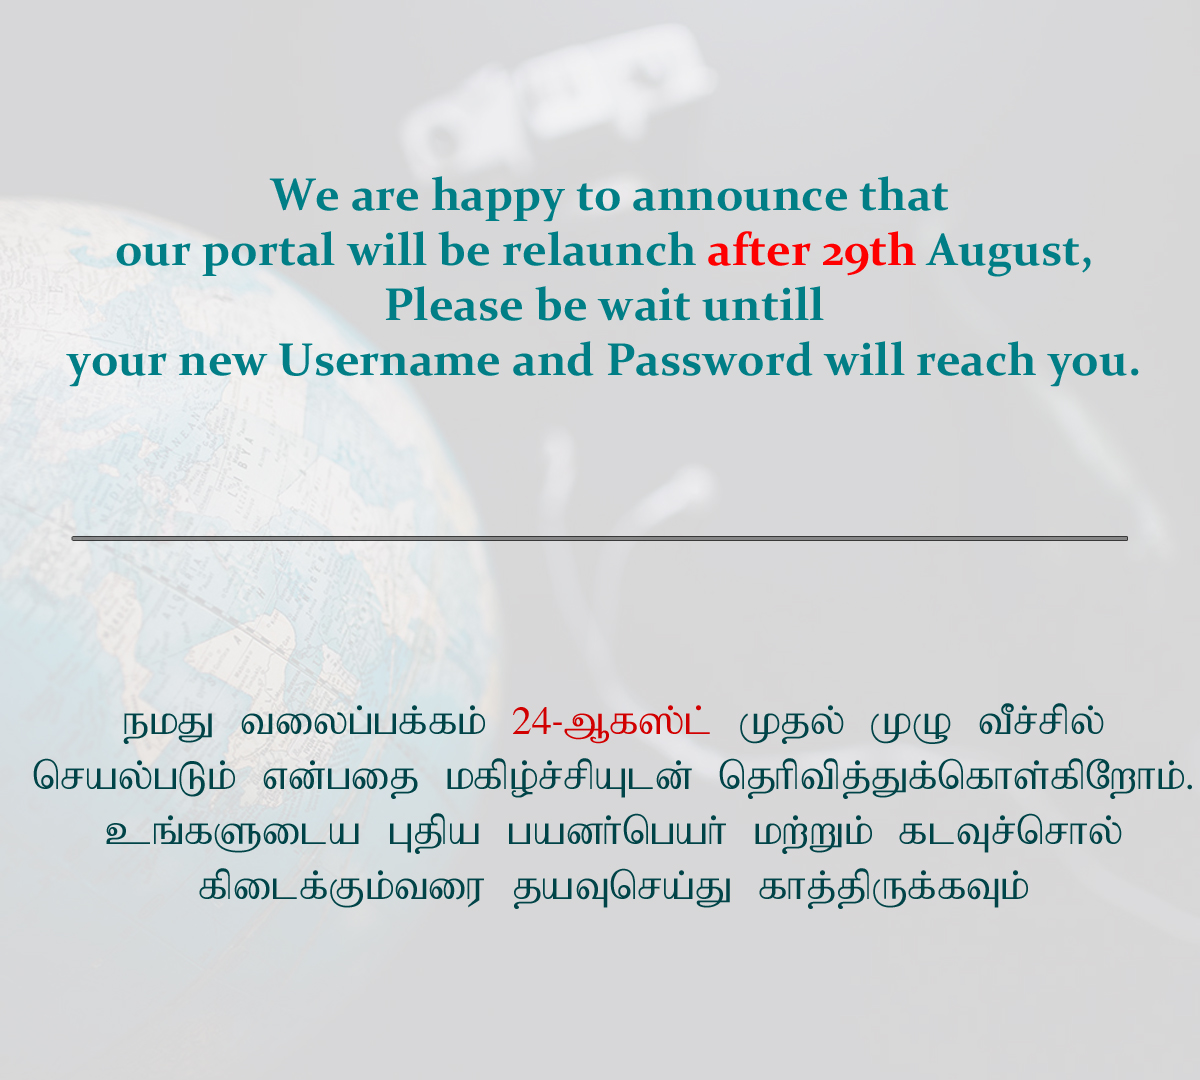 We are happy to announce that
our portal will be relaunch after 29th August,
Please be wait untill
your new Username and Password will reach you.
நமது வலைப்பக்கம் 24-ஆகஸ்ட் முதல் முழு வீச்சில்
செயல்படும் என்பதை மகிழ்ச்சியுடன் தெரிவித்துக்கொள்கிறோம்.
உங்களுடைய புதிய பயனர்பெயர் மற்றும் கடவுச்சொல்
கிடைக்கும்வரை தயவுசெய்து காத்திருக்கவும்